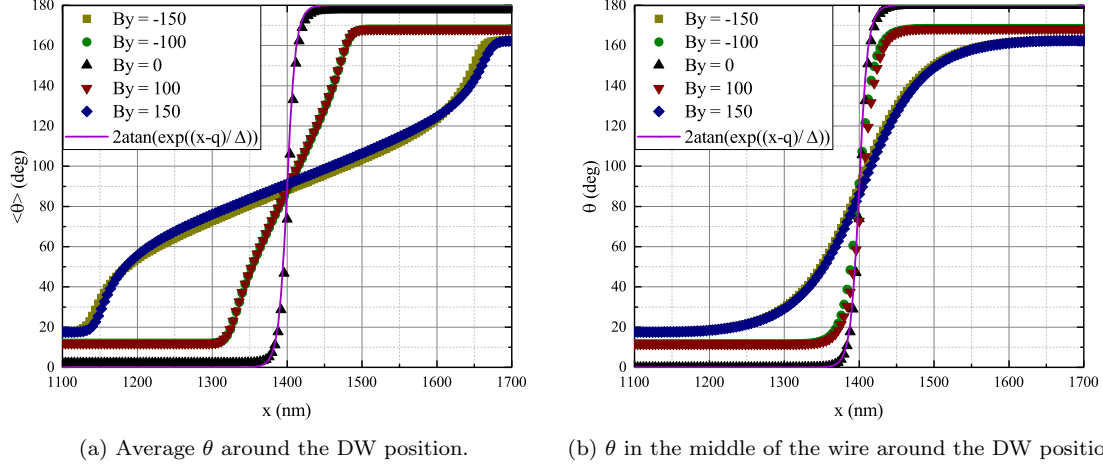 180
160
140
120
100
80
60
40
20
0
<θ> (deg)
By = -150
By = -100
By = 0
By = 100
By = 150
2atan(exp((x-q)/ Δ))
1100 1200 1300 1400 1500 1600 1700
x (nm)
(a) Average θ around the DW position.
180
160
140
120
100
80
60
40
20
0
θ (deg)
By = -150
By = -100
By = 0
By = 100
By = 150
2atan(exp((x-q)/ Δ))
1100 1200 1300 1400 1500 1600 1700
x (nm)
(b) θ in the middle of the wire around the DW positio